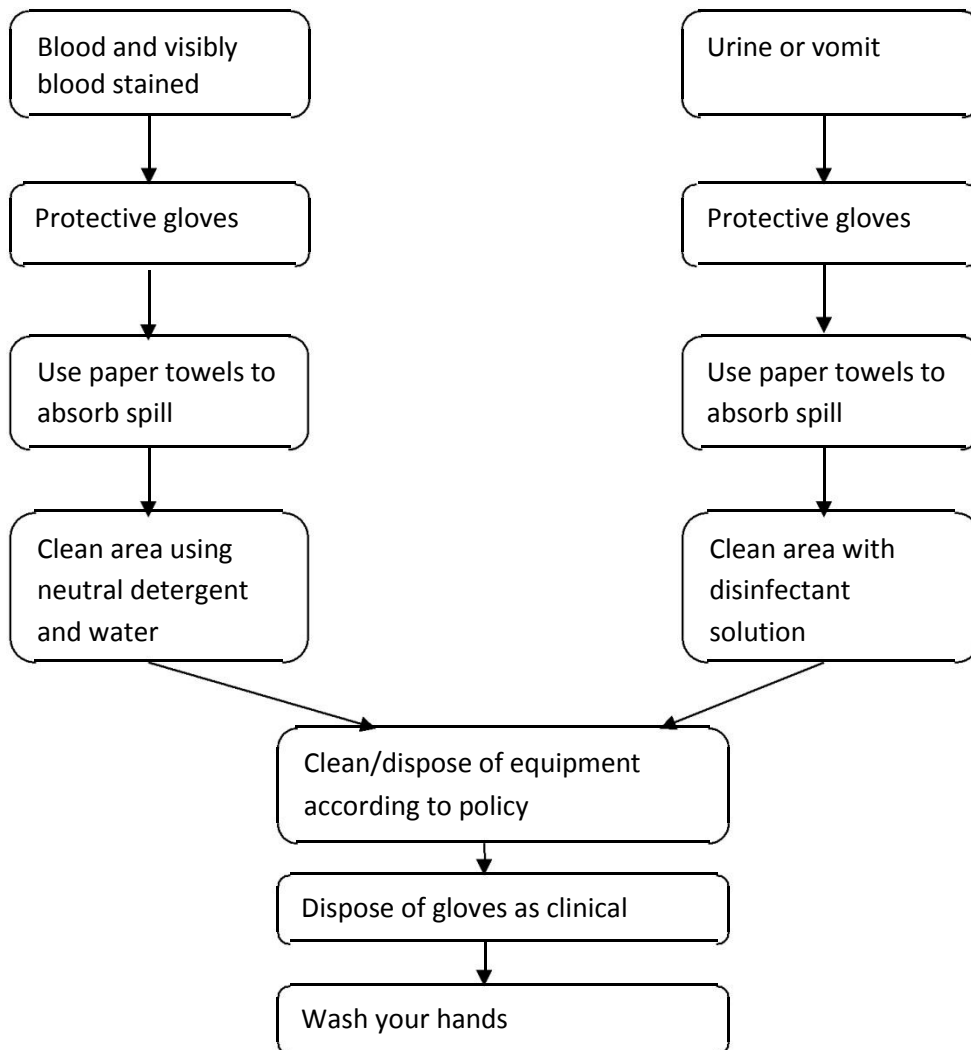 Blood and visibly
blood stained
Protective gloves
Use paper towels to
absorb spill
Clean area using
neutral detergent
and water
Urine or vomit
Protective gloves
Use paper towels to
absorb spill
Clean area with
disinfectant
solution
Clean/dispose of equipment
according to policy
Dispose of gloves as clinical
Wash your hands